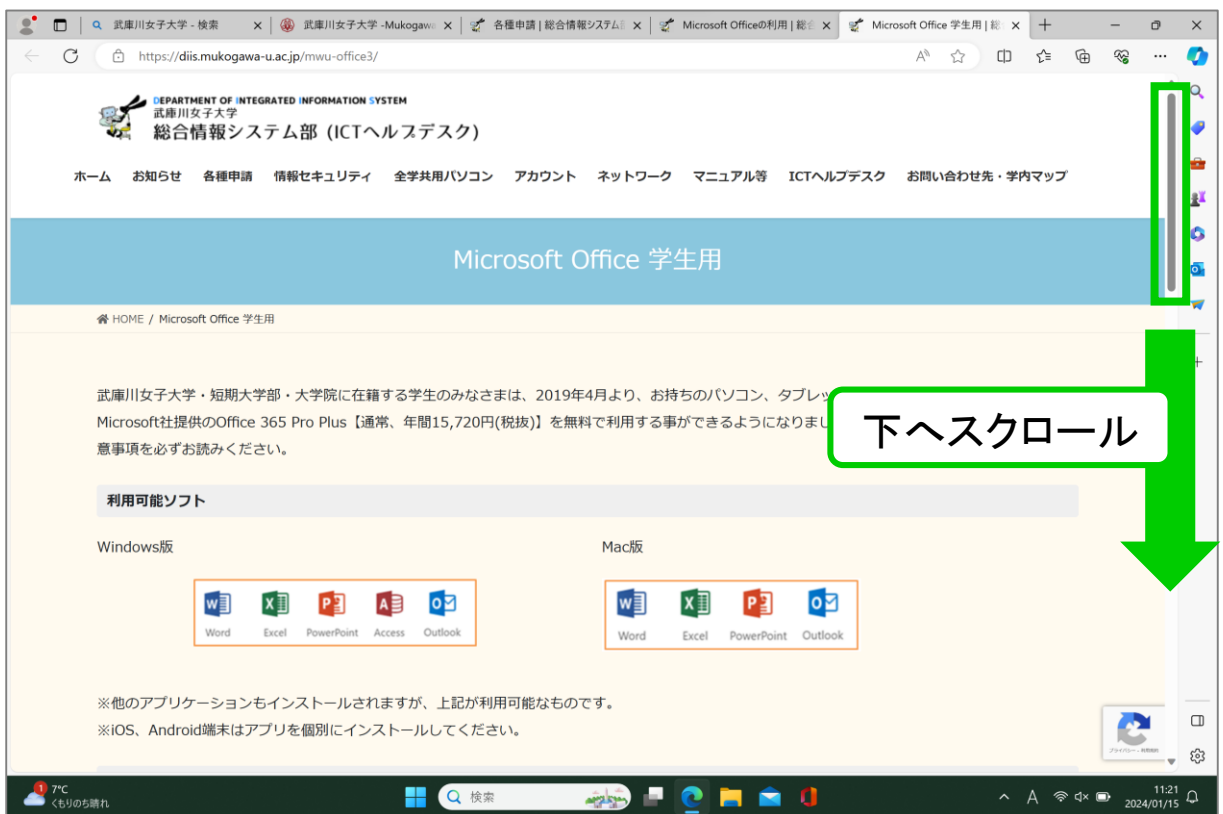 武庫川女子大学 - 検索
武庫川女子大学 -Mukogawa
各種申請 | 総合情報システム
Microsoft Officeの利用 | 総合
Microsoft Office 学生用 | 総
https://diis.mukogawa-u.ac.jp/mwu-office3/
DEPARTMENT OF INTEGRATED INFORMATION SYSTEM
武庫川女子大学
総合情報システム部 (ICTヘルプデスク)
ホーム お知らせ 各種申請 情報セキュリティ 全学共用パソコン アカウント ネットワーク マニュアル等 ICTヘルプデスク お問い合わせ先・学内マップ
Microsoft Office 学生用
HOME / Microsoft Office 学生用
武庫川女子大学・短期大学部・大学院に在籍する学生のみなさまは、2019年4月より、お持ちのパソコン、タブレッ
Microsoft社提供のOffice 365 Pro Plus【通常、年間15,720円(税抜)】を無料で利用する事ができるようになりまし
意事項を必ずお読みください。
下へスクロール
利用可能ソフト
Windows版 Mac版
Word Excel PowerPoint Access Outlook
Word Excel PowerPoint Outlook
※他のアプリケーションもインストールされますが、上記が利用可能なものです。
※iOS、Android端末はアプリを個別にインストールしてください。
プライバシー - 利用規約
1
7°C
くもりのち晴れ
検索
A
11:21
2024/01/15